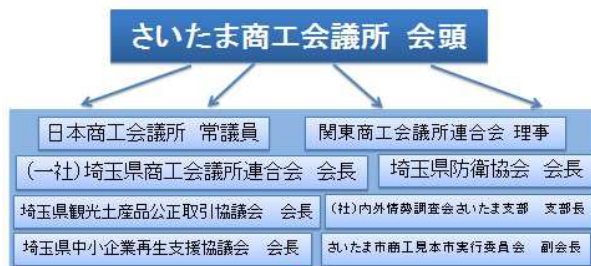 さいたま商工会議所 会頭
日本商工会議所 常議員
関東商工会議所連合会 理事
(一社)埼玉県商工会議所連合会 会長
埼玉県防衛協会 会長
埼玉県観光土産品公正取引協議会 会長
(社)内外情勢調査会さいたま支部 支部長
埼玉県中小企業再生支援協議会 会長
さいたま市商工見本市実行委員会 副会長